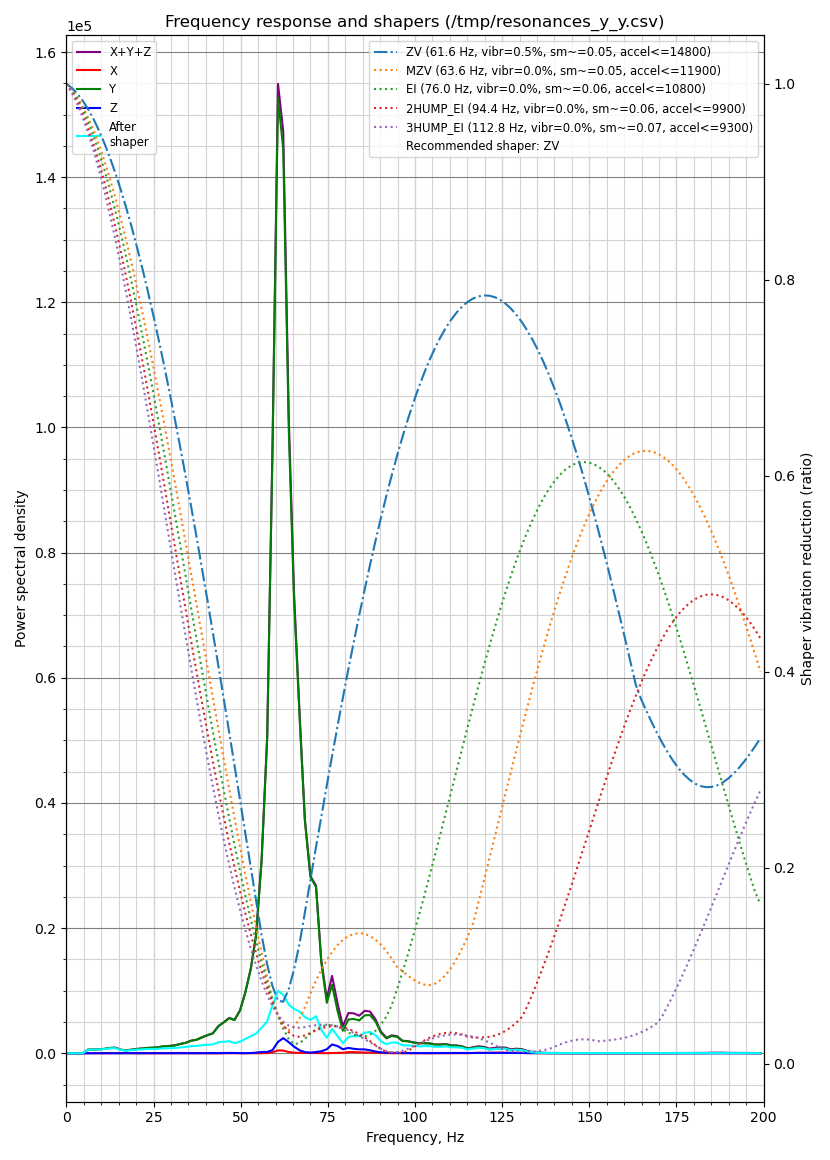 Frequency response and shapers (/tmp/resonances_y_y.csv)
1e5
X+Y+Z
X
Y
Z
After
shaper
ZV (61.6 Hz, vibr=0.5%, sm~=0.05, accel<=14800)
MZV (63.6 Hz, vibr=0.0%, sm~=0.05, accel<=11900)
EI (76.0 Hz, vibr=0.0%, sm~=0.06, accel<=10800)
2HUMP_EI (94.4 Hz, vibr=0.0%, sm~=0.06, accel<=9900)
3HUMP_EI (112.8 Hz, vibr=0.0%, sm~=0.07, accel<=9300)
Recommended shaper: ZV
Power spectral density
1.6
1.4
1.2
1.0
0.8
0.6
0.4
0.2
0.0
1.0
0.8
0.6
0.4
0.2
0.0
Shaper vibration reduction (ratio)
0 25 50 75 100 125 150 175 200
Frequency, Hz